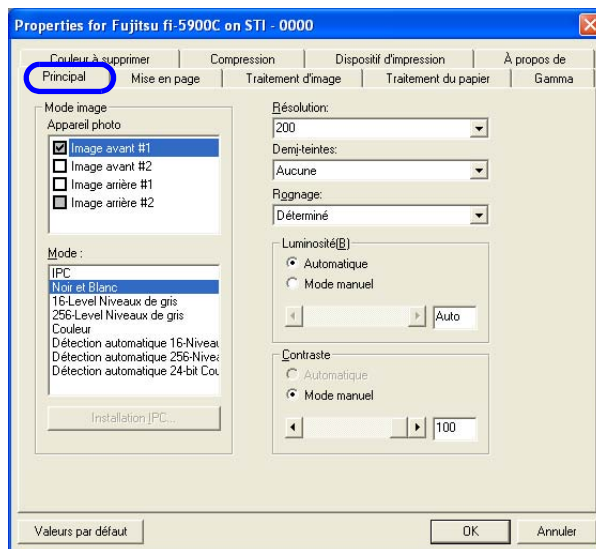 Properties for Fujitsu fi-5900C on STI - 0000
Couleur à supprimer
Compression
Dispositif d'impression
À propos de
Principal
Mise en page
Traitement d'image
Traitement du papier
Gamma
Mode image
Appareil photo
Image avant #1
Image avant #2
Image arrière #1
Image arrière #2
Mode :
IPC
Noir et Blanc
16-Level Niveaux de gris
256-Level Niveaux de gris
Couleur
Détection automatique 16-Niveau
Détection automatique 256-Nivea
Détection automatique 24-bit Cou
Installation IPC...
Résolution:
200
Demi-teintes:
Aucune
Rognage:
Déterminé
Luminosité(B)
Automatique
Mode manuel
Auto
Contraste
Automatique
Mode manuel
100
Valeurs par défaut
OK
Annuler